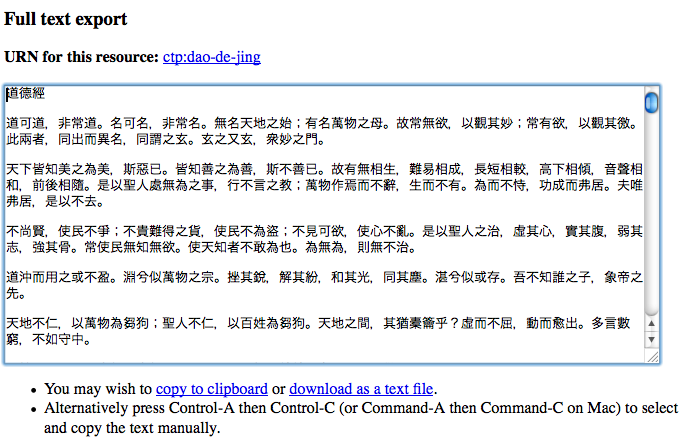 Full text export
URN for this resource: ctp:dao-de-jing
道德經
道可道，非常道。名可名，非常名。無名天地之始；有名萬物之母。故常無欲，以觀其妙；常有欲，以觀其徼。
此兩者，同出而異名，同謂之玄。玄之又玄，衆妙之門。
天下皆知美之為美，斯惡已。皆知善之為善，斯不善已。故有無相生，難易相成，長短相較，高下相傾，音聲相
和，前後相隨。是以聖人處無為之事，行不言之教；萬物作焉而不辭，生而不有。為而不恃，功成而弗居。夫唯
弗居，是以不去。
不尚賢，使民不爭；不貴難得之貨，使民不為盜；不見可欲，使心不亂。是以聖人之治，虛其心，實其腹，弱其
志，強其骨。常使民無知無欲。使夫知者不敢為也。為無為，則無不治。
道沖而用之或不盈。淵兮似萬物之宗。挫其銳，解其紛，和其光，同其塵。湛兮似或存。吾不知誰之子，象帝之
先。
天地不仁，以萬物為芻狗；聖人不仁，以百姓為芻狗。天地之間，其猶橐籥乎？虛而不屈，動而愈出。多言數
窮，不如守中。
You may wish to copy to clipboard or download as a text file.
Alternatively press Control-A then Control-C (or Command-A then Command-C on Mac) to select
and copy the text manually.